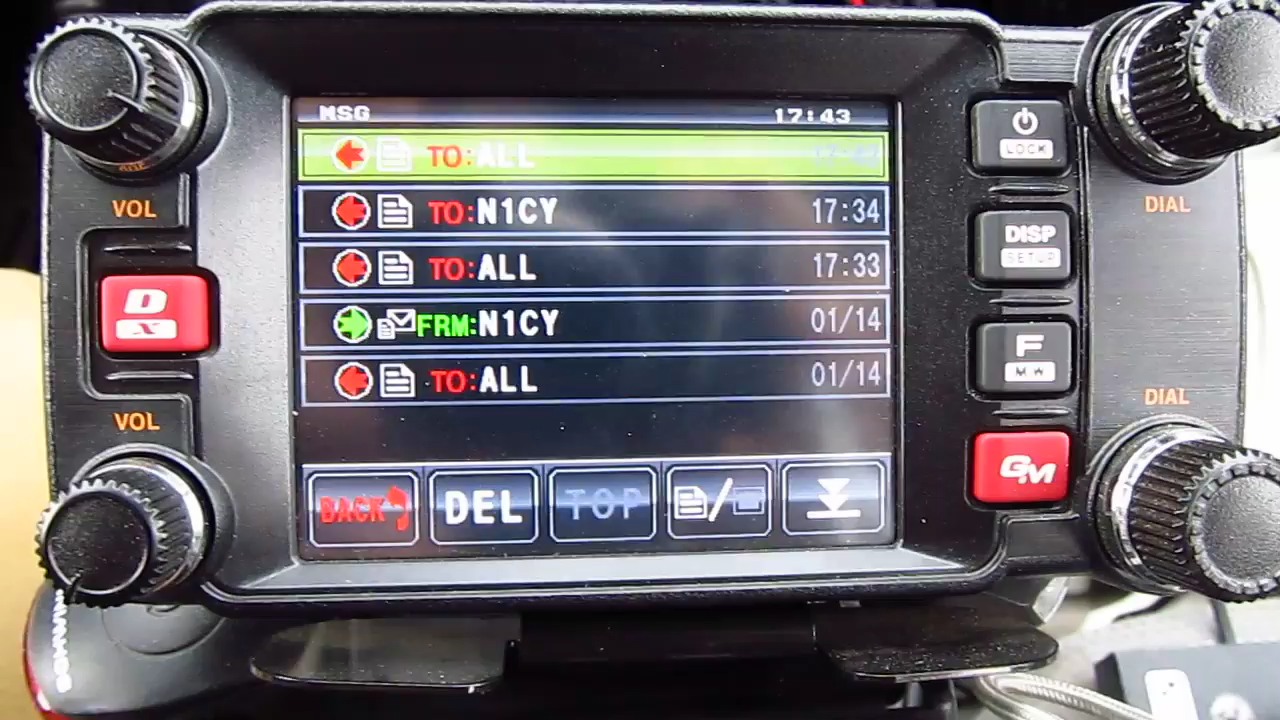 MSG 17:43
TO:ALL
TO:N1CY 17:34
TO:ALL 17:33
FRM:N1CY 01/14
TO:ALL 01/14
BACK DEL TOP
VOL
D
X
VOL
LOCK
DISP
SETUP
F
MW
GM
DIAL
DIAL
SCHWINN